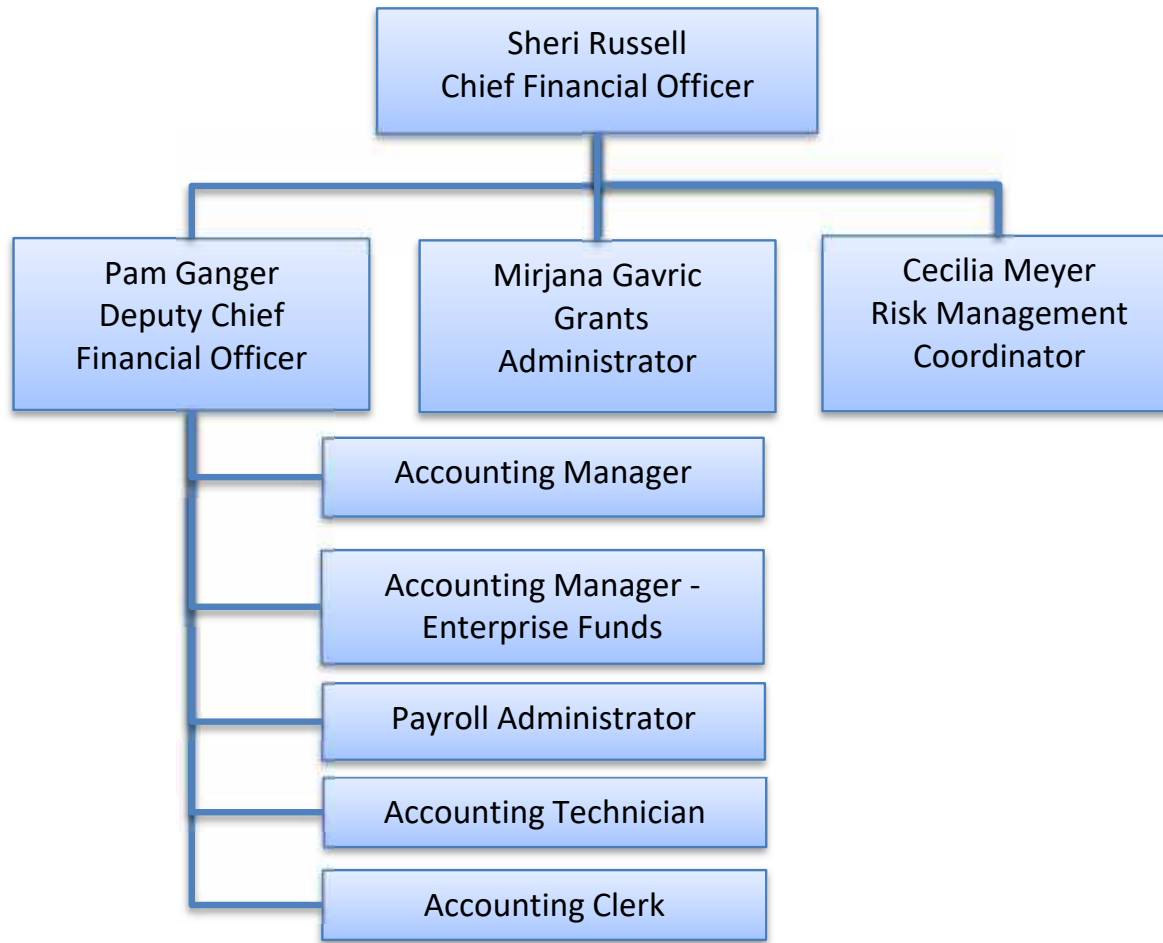 Sheri Russell
Chief Financial Officer
Pam Ganger
Deputy Chief
Financial Officer
Mirjana Gavric
Grants
Administrator
Cecilia Meyer
Risk Management
Coordinator
Accounting Manager
Accounting Manager -
Enterprise Funds
Payroll Administrator
Accounting Technician
Accounting Clerk